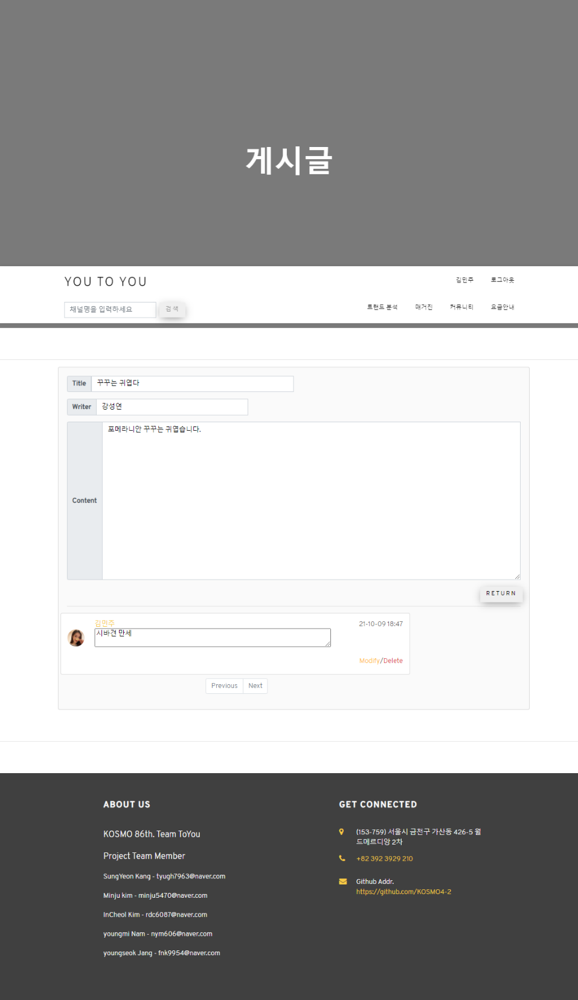 게시글
YOU TO YOU
김민주 로그아웃
채널명을 입력하세요 검색
트랜드 분석 매거진 커뮤니티 요금안내
Title 꾸꾸는 귀엽다
Writer 강성연
Content 포메라니안 꾸꾸는 귀엽습니다.
RETURN
김민주 21-10-09 18:47
시바견 만세
Modify/Delete
Previous Next
ABOUT US
KOSMO 86th. Team ToYou
Project Team Member
SungYeon Kang - tyugh7963@naver.com
Minju kim - minju5470@naver.com
InCheol Kim - rdc6087@naver.com
youngmi Nam - nym606@naver.com
youngseok Jang - fnk9954@naver.com
GET CONNECTED
(153-759) 서울시 금천구 가산동 426-5 월
드메르디앙 2차
+82 392 3929 210
Github Addr.
https://github.com/KOSMO4-2